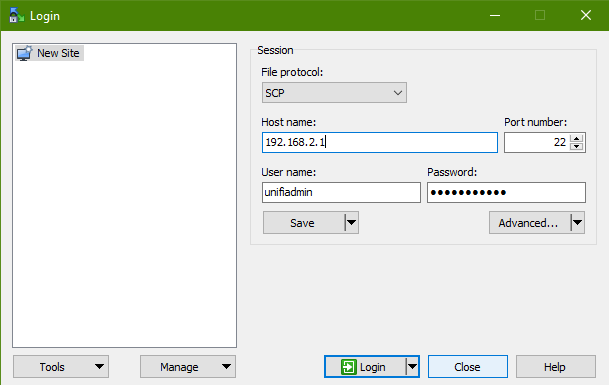 Login
New Site
Session
File protocol:
SCP
Host name:
Port number:
192.168.2.1
22
User name:
Password:
unifiadmin
●●●●●●●●●●●
Save
Advanced...
Tools
Manage
Login
Close
Help